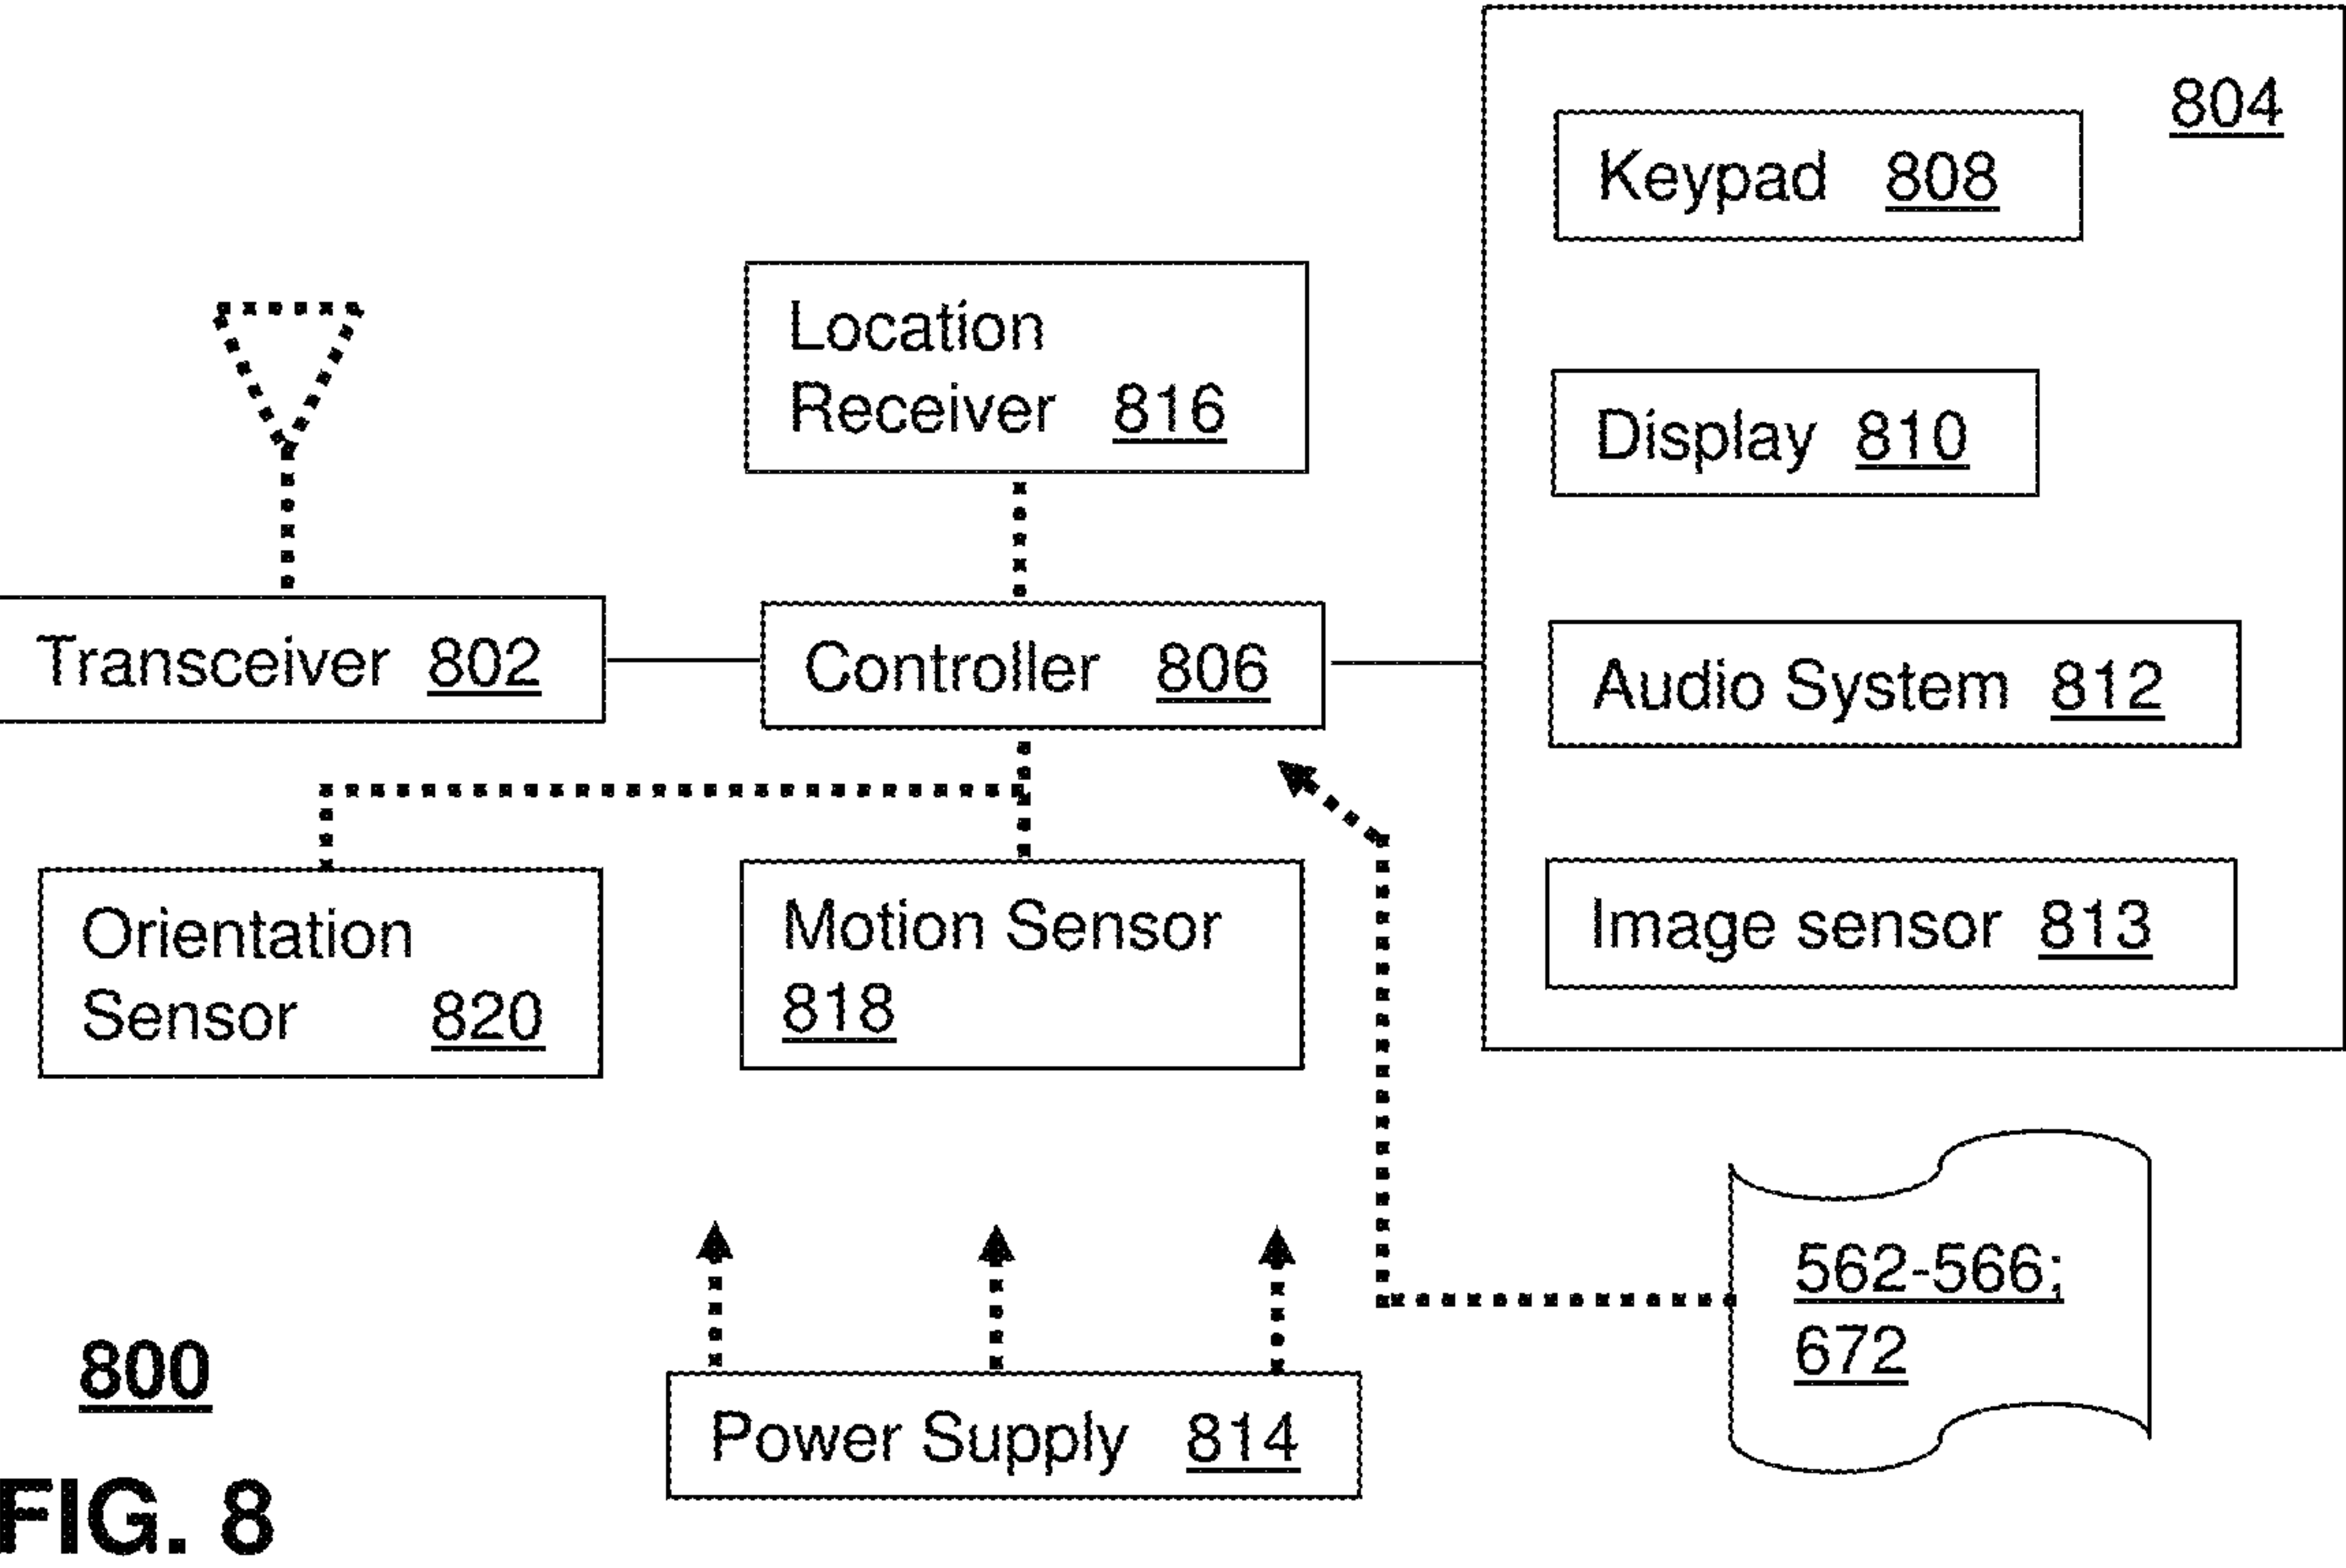 804
Keypad 808
Location
Receiver 816
Display 810
Transceiver 802
Controller 806
Audio System 812
Orientation
Sensor 820
Motion Sensor
818
Image sensor 813
562-566;
672
800
Power Supply 814
FIG. 8